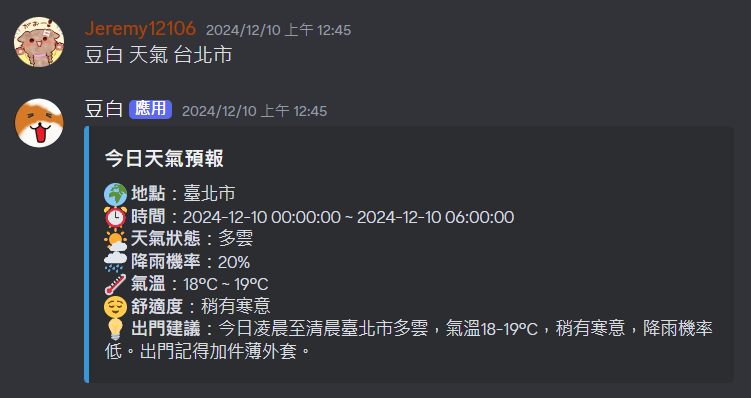 Jeremy12106 2024/12/10 上午 12:45
豆白 天氣 台北市
豆白 應用 2024/12/10 上午 12:45
今日天氣預報
地點：臺北市
時間：2024-12-10 00:00:00 ~ 2024-12-10 06:00:00
天氣狀態：多雲
降雨機率：20%
氣溫：18°C ~ 19°C
舒適度：稍有寒意
出門建議：今日凌晨至清晨臺北市多雲，氣溫18-19°C，稍有寒意，降雨機率
低。出門記得加件薄外套。